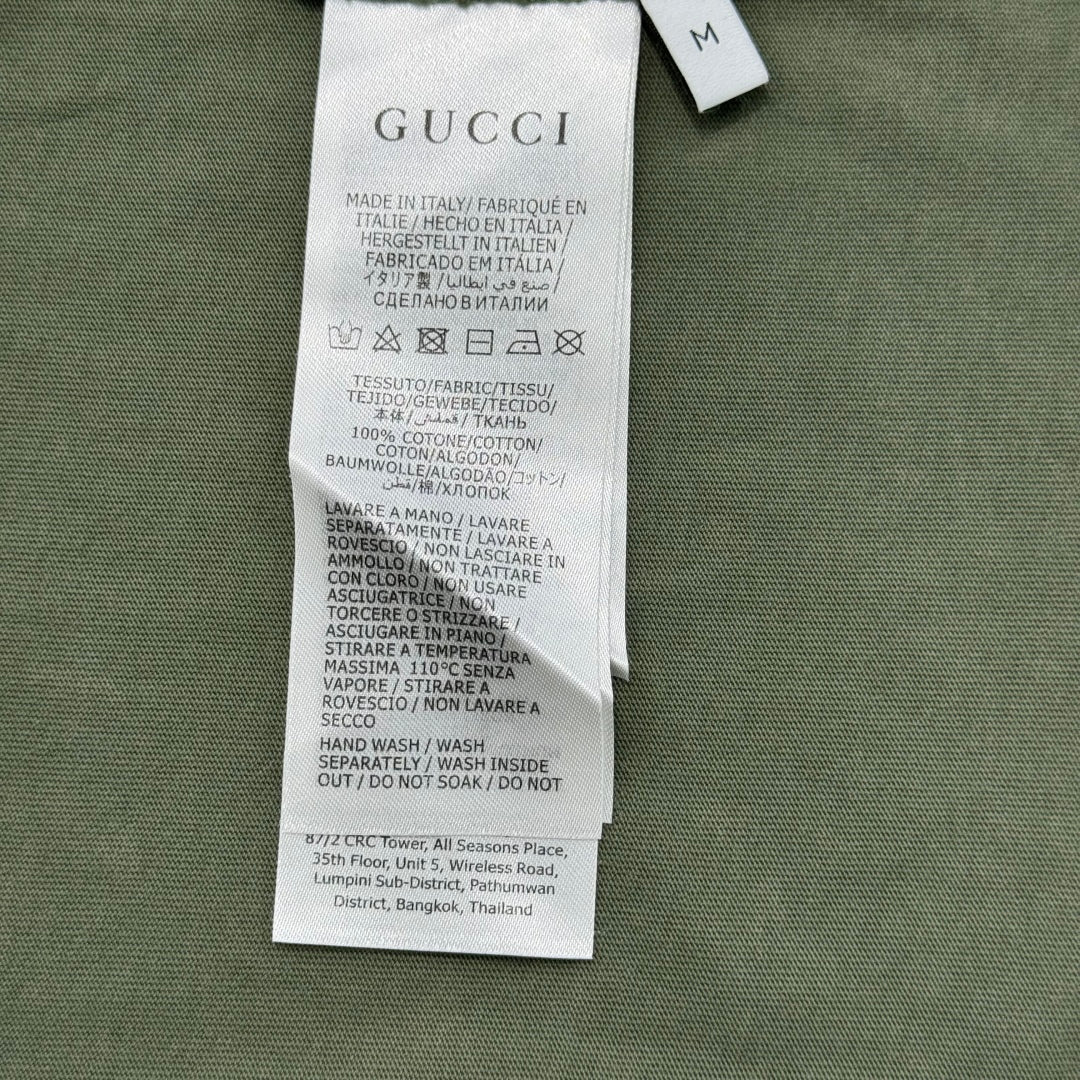 M
GUCCI
MADE IN ITALY/ FABRIQUÉ EN
ITALIE / HECHO EN ITALIA /
HERGESTELLT IN ITALIEN /
FABRICADO EM ITÁLIA /
イタリア製 /صنع في ايطاليا /
СДЕЛАНО В ИТАЛИИ
TESSUTO/FABRIC/TISSU/
TEJIDO/GEWEBE/TECIDO/
本体/ / ТКАНЬ
100% COTONE/COTTON/
COTON/ALGODON/
BAUMWOLLE/ALGODÃO/コットン/
قطن/棉/ХЛОПОК
LAVARE A MANO / LAVARE
SEPARATAMENTE / LAVARE A
ROVESCIO / NON LASCIARE IN
AMMOLLO / NON TRATTARE
CON CLORO / NON USARE
ASCIUGATRICE / NON
TORCERE O STRIZZARE /
ASCIUGARE IN PIANO /
STIRARE A TEMPERATURA
MASSIMA 110°C SENZA
VAPORE / STIRARE A
ROVESCIO / NON LAVARE A
SECCO
HAND WASH / WASH
SEPARATELY / WASH INSIDE
OUT / DO NOT SOAK / DO NOT
87/2 CRC Tower, All Seasons Place,
35th Floor, Unit 5, Wireless Road,
Lumpini Sub-District, Pathumwan
District, Bangkok, Thailand